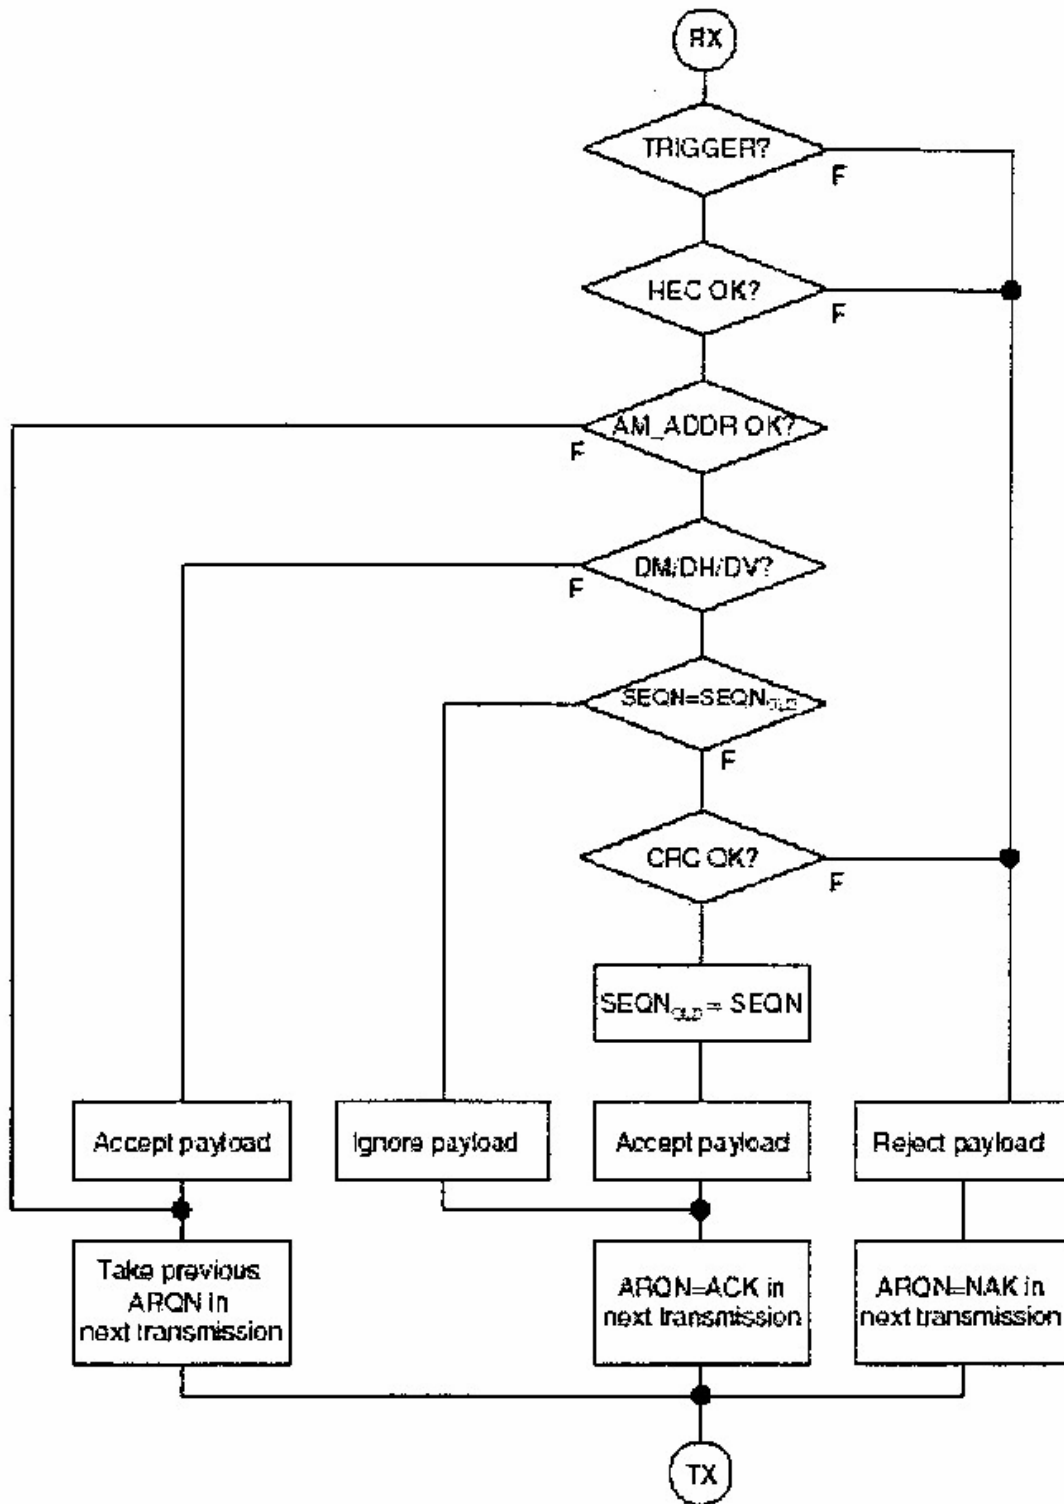 RX
TRIGGER?
F
HEC OK?
F
AM_ADDR OK?
F
DM/DH/DV?
F
SEQN=SEQN_OLD
F
CRC OK?
F
SEQN_OLD = SEQN
Accept payload
Ignore payload
Accept payload
Reject payload
Take previous
ARQN in
next transmission
ARQN=ACK in
next transmission
ARQN=NAK in
next transmission
TX